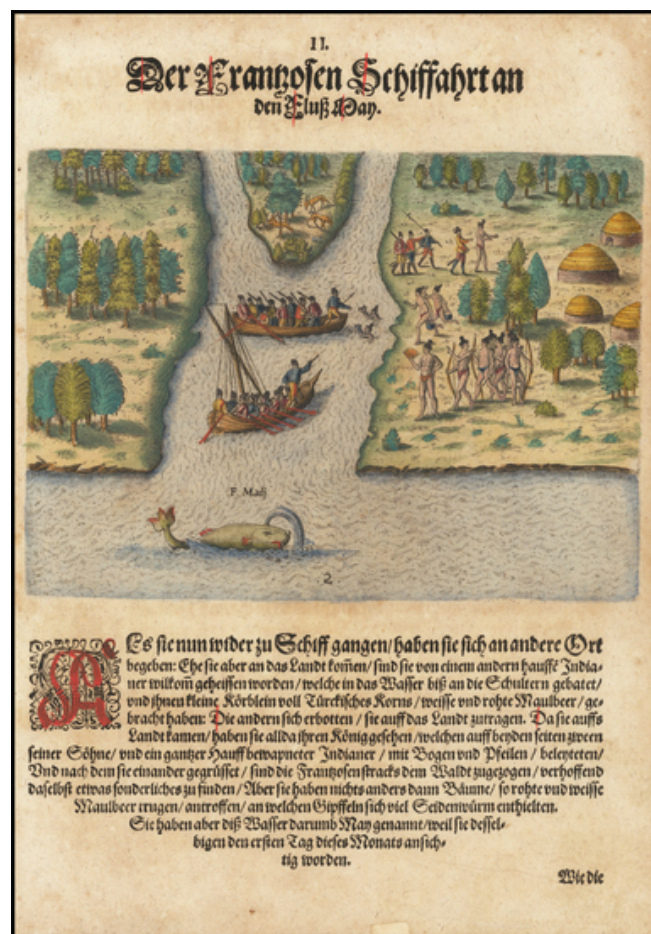 II.
Der Frantzosen Schiffahrt an
den Fluß May.
F. Maij
2
ALs sie nun wider zu Schiff gangen/ haben sie sich an andere Ort
begeben: Ehe sie aber an das Landt kom̃en/ sind sie von einem andern hauffẽ India-
ner wilkom̃ geheissen worden/ welche in das Wasser biß an die Schultern gebatet/
vnd jhnen kleine Körblein voll Türckisches Korns/ weisse vnd rohte Maulbeer/ ge-
bracht haben: Die andern sich erbotten/ sie auff das Landt zutragen. Da sie auffs
Landt kamen/ haben sie allda jhren König gesehen/ welchen auff beyden seiten zween
seiner Söhne/ vnd ein gantzer Hauff bewapneter Indianer/ mit Bogen vnd Pfeilen/ beleyteten/
Vnd nach dem sie einander gegrüsset/ sind die Frantzosen stracks dem Waldt zugezogen/ verhoffend
daselbst etwas sonderliches zu finden/ Aber sie haben nichts anders dann Bäume/ so rohte vnd weisse
Maulbeer trugen/ antroffen/ an welchen Gipffeln sich viel Seidenwürm enthielten.
Sie haben aber diß Wasser darumb May genannt/ weil sie dessel-
bigen den ersten Tag dieses Monats ansich-
tig worden.
Wie die